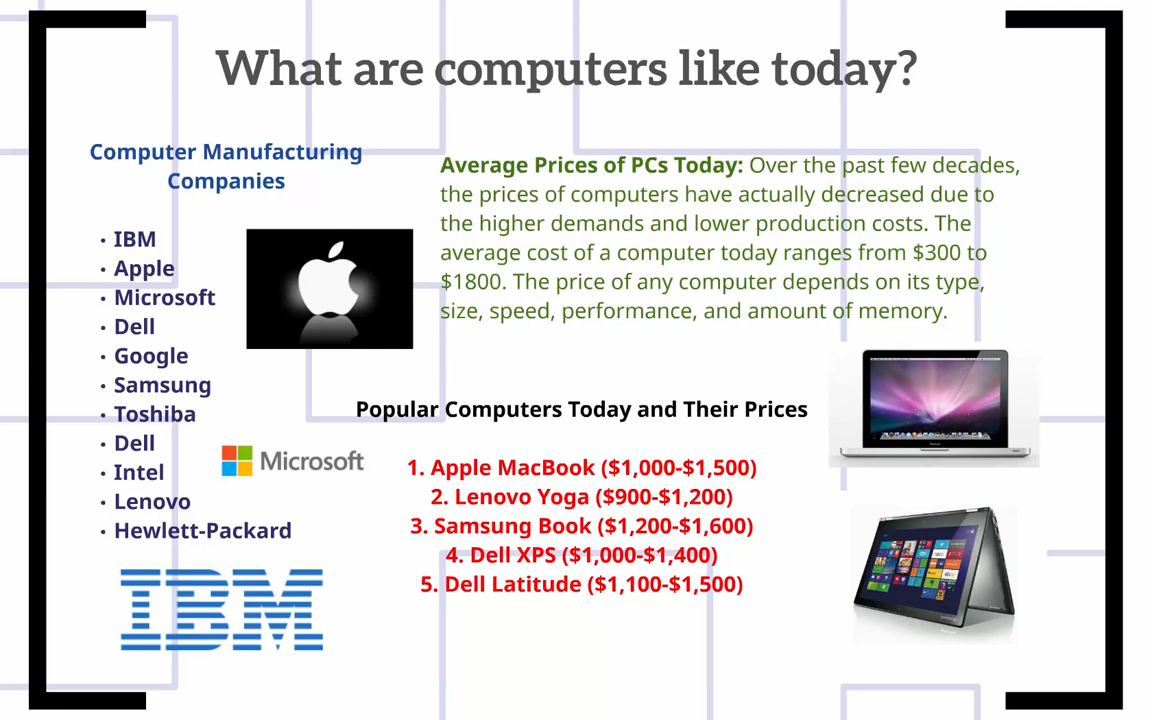 What are computers like today?
Computer Manufacturing
Companies
• IBM
• Apple
• Microsoft
• Dell
• Google
• Samsung
• Toshiba
• Dell
• Intel
• Lenovo
• Hewlett-Packard
Microsoft
IBM
Average Prices of PCs Today: Over the past few decades,
the prices of computers have actually decreased due to
the higher demands and lower production costs. The
average cost of a computer today ranges from $300 to
$1800. The price of any computer depends on its type,
size, speed, performance, and amount of memory.
Popular Computers Today and Their Prices
1. Apple MacBook ($1,000-$1,500)
2. Lenovo Yoga ($900-$1,200)
3. Samsung Book ($1,200-$1,600)
4. Dell XPS ($1,000-$1,400)
5. Dell Latitude ($1,100-$1,500)